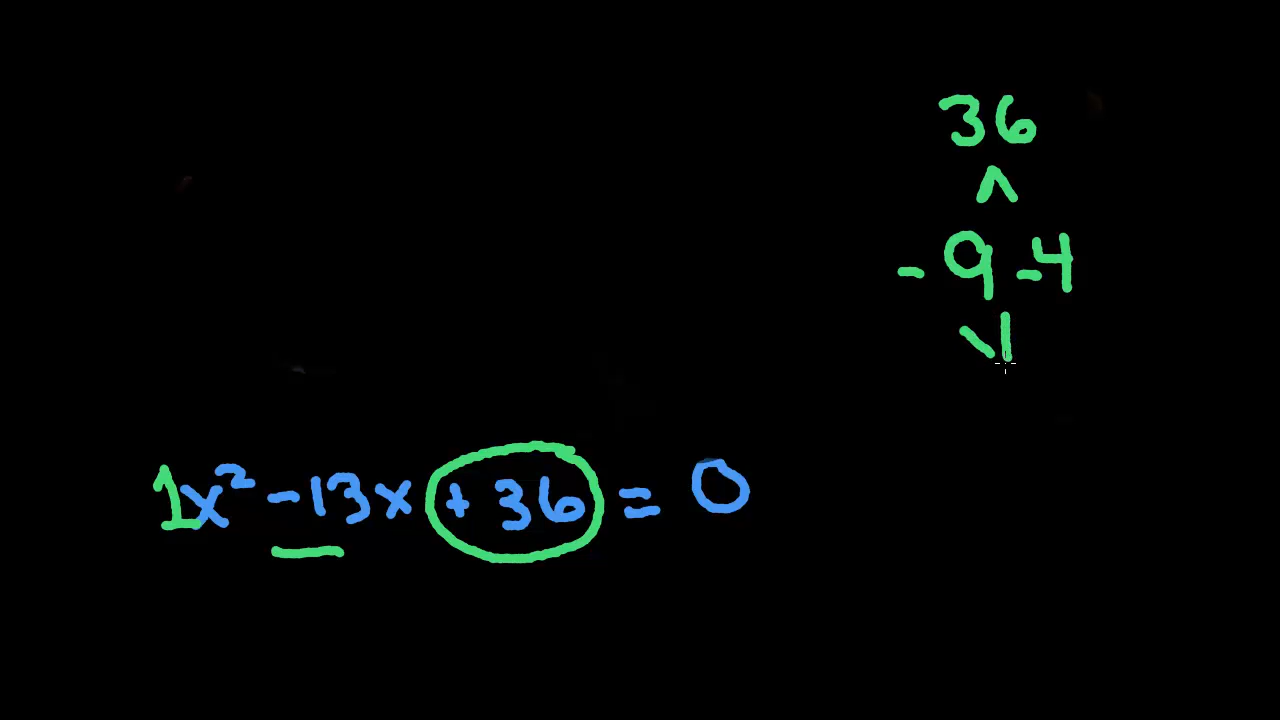 36
-9 -4
1x² -13x + 36 = 0